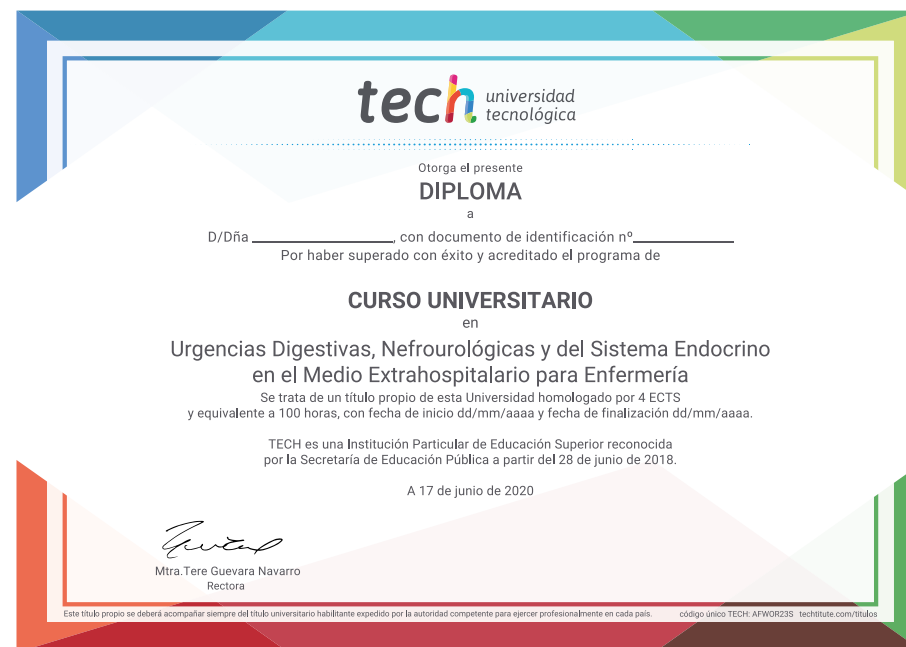 tech universidad
tecnológica
Otorga el presente
DIPLOMA
a
D/Dña ____________, con documento de identificación nº____________
Por haber superado con éxito y acreditado el programa de
CURSO UNIVERSITARIO
en
Urgencias Digestivas, Nefrourológicas y del Sistema Endocrino
en el Medio Extrahospitalario para Enfermería
Se trata de un título propio de esta Universidad homologado por 4 ECTS
y equivalente a 100 horas, con fecha de inicio dd/mm/aaaa y fecha de finalización dd/mm/aaaa.
TECH es una Institución Particular de Educación Superior reconocida
por la Secretaría de Educación Pública a partir del 28 de junio de 2018.
A 17 de junio de 2020
Mtra.Tere Guevara Navarro
Rectora
Este título propio se deberá acompañar siempre del título universitario habilitante expedido por la autoridad competente para ejercer profesionalmente en cada país. código único TECH: AFWOR23S techtitute.com/titulos